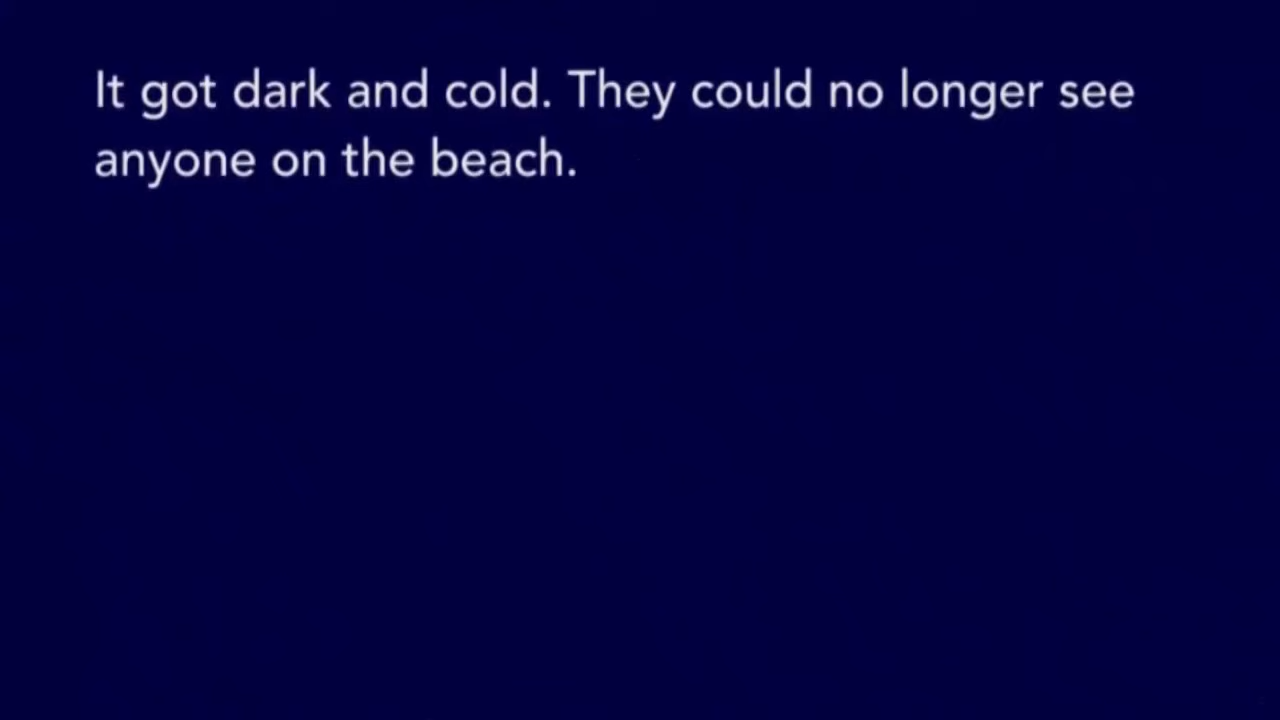 It got dark and cold. They could no longer see
anyone on the beach.